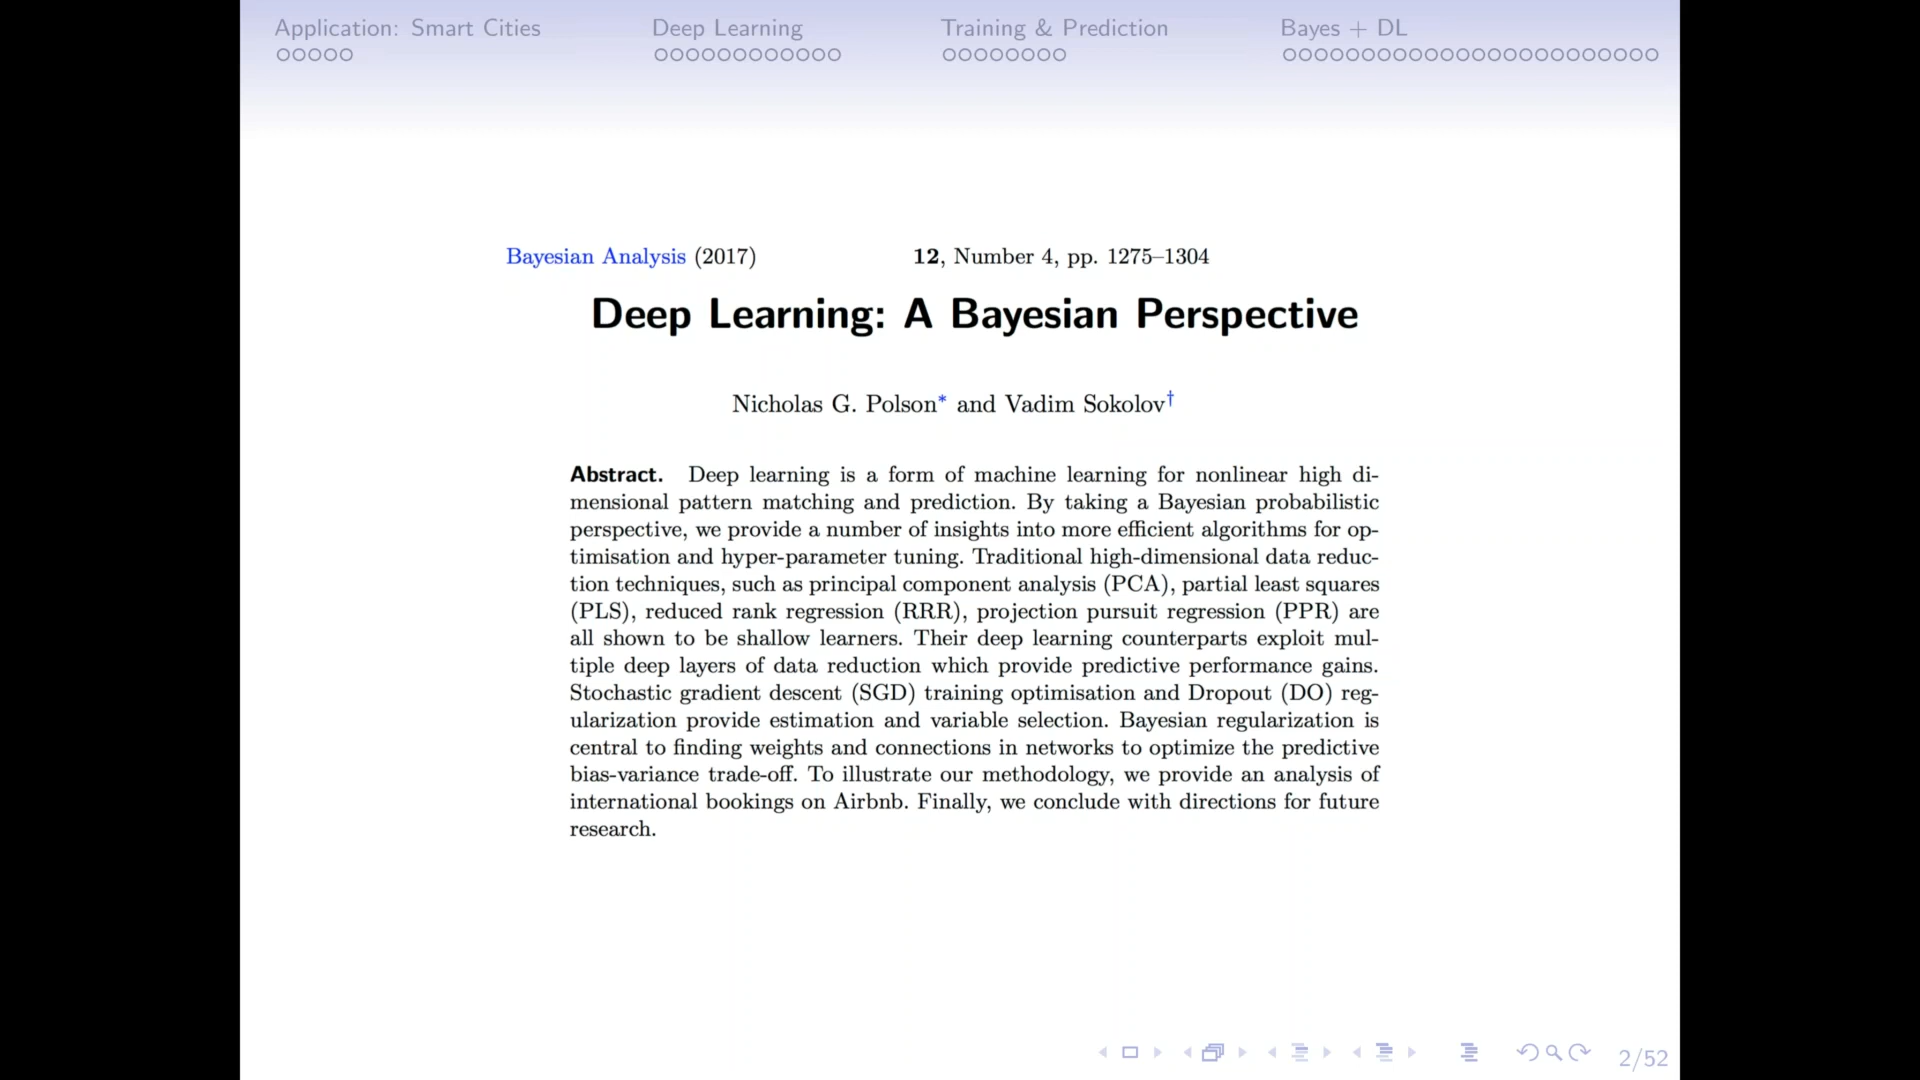 Application: Smart Cities Deep Learning Training & Prediction Bayes + DL
Bayesian Analysis (2017) 12, Number 4, pp. 1275–1304
Deep Learning: A Bayesian Perspective
Nicholas G. Polson* and Vadim Sokolov†
Abstract. Deep learning is a form of machine learning for nonlinear high di-
mensional pattern matching and prediction. By taking a Bayesian probabilistic
perspective, we provide a number of insights into more efficient algorithms for op-
timisation and hyper-parameter tuning. Traditional high-dimensional data reduc-
tion techniques, such as principal component analysis (PCA), partial least squares
(PLS), reduced rank regression (RRR), projection pursuit regression (PPR) are
all shown to be shallow learners. Their deep learning counterparts exploit mul-
tiple deep layers of data reduction which provide predictive performance gains.
Stochastic gradient descent (SGD) training optimisation and Dropout (DO) reg-
ularization provide estimation and variable selection. Bayesian regularization is
central to finding weights and connections in networks to optimize the predictive
bias-variance trade-off. To illustrate our methodology, we provide an analysis of
international bookings on Airbnb. Finally, we conclude with directions for future
research.
2/52